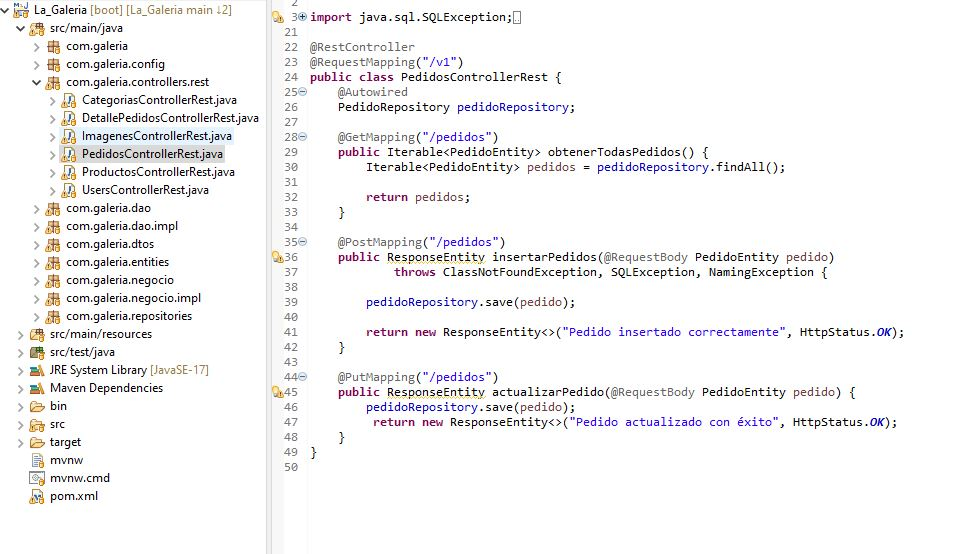 La_Galeria [boot] [La_Galeria main ↓2]
src/main/java
com.galeria
com.galeria.config
com.galeria.controllers.rest
CategoriasControllerRest.java
DetallePedidosControllerRest.java
ImagenesControllerRest.java
PedidosControllerRest.java
ProductosControllerRest.java
UsersControllerRest.java
com.galeria.dao
com.galeria.dao.impl
com.galeria.dtos
com.galeria.entities
com.galeria.negocio
com.galeria.negocio.impl
com.galeria.repositories
src/main/resources
src/test/java
JRE System Library [JavaSE-17]
Maven Dependencies
bin
src
target
mvnw
mvnw.cmd
pom.xml
2
3 import java.sql.SQLException;
21
22 @RestController
23 @RequestMapping("/v1")
24 public class PedidosControllerRest {
25 @Autowired
26 PedidoRepository pedidoRepository;
27
28 @GetMapping("/pedidos")
29 public Iterable<PedidoEntity> obtenerTodasPedidos() {
30 Iterable<PedidoEntity> pedidos = pedidoRepository.findAll();
31
32 return pedidos;
33 }
34
35 @PostMapping("/pedidos")
36 public ResponseEntity insertarPedidos(@RequestBody PedidoEntity pedido)
37 throws ClassNotFoundException, SQLException, NamingException {
38
39 pedidoRepository.save(pedido);
40
41 return new ResponseEntity<>("Pedido insertado correctamente", HttpStatus.OK);
42 }
43
44 @PutMapping("/pedidos")
45 public ResponseEntity actualizarPedido(@RequestBody PedidoEntity pedido) {
46 pedidoRepository.save(pedido);
47 return new ResponseEntity<>("Pedido actualizado con éxito", HttpStatus.OK);
48 }
49 }
50